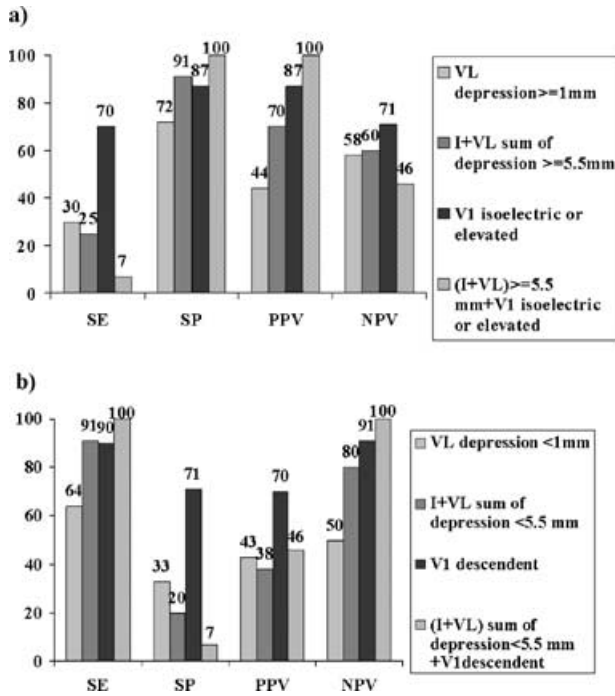 a)
100
80
60
40
20
0
30
25
70
7
72
91
87
100
44
70
87
100
58
60
71
46
SE
SP
PPV
NPV
VL
depression>=1mm
I+VL sum of
depression >=5.5mm
V1 isoelectric or
elevated
(I+VL)>=5.5
mm+V1 isoelectric
or elevated
b)
100
80
60
40
20
0
64
91
90
100
33
20
71
7
43
38
70
46
50
80
91
100
SE
SP
PPV
NPV
VL depression <1mm
I+VL sum of
depression <5.5 mm
V1 descendent
(I+VL) sum of
depression<5.5 mm
+V1descendent